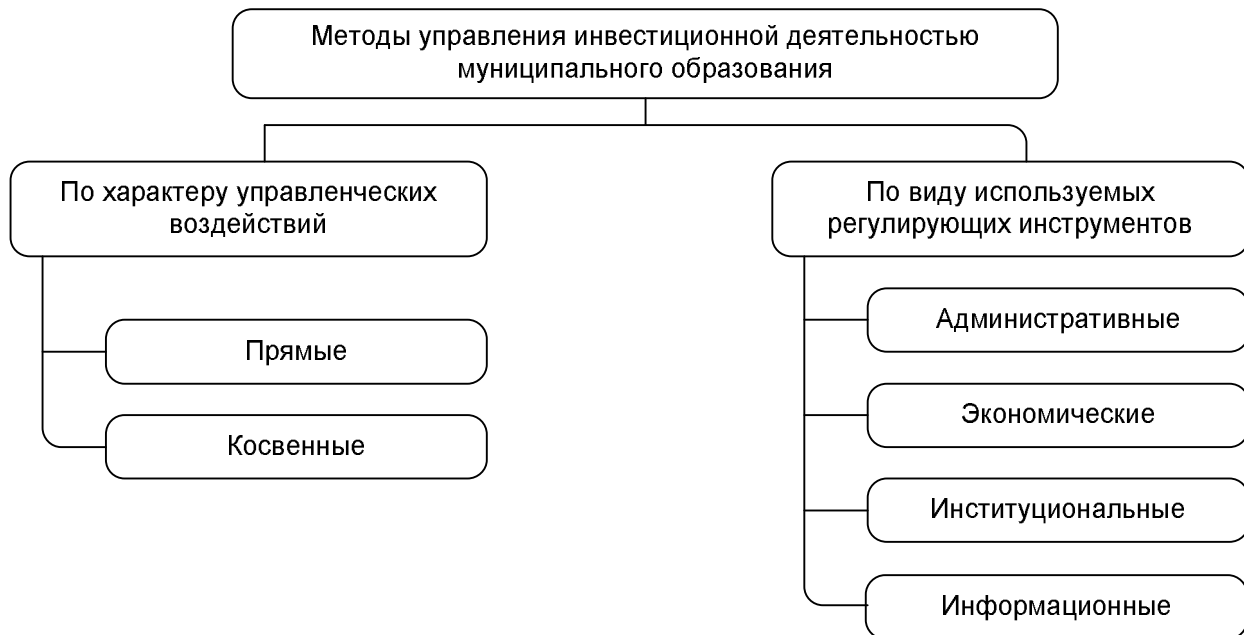 Методы управления инвестиционной деятельностью
муниципального образования
По характеру управленческих
воздействий
Прямые
Косвенные
По виду используемых
регулирующих инструментов
Административные
Экономические
Институциональные
Информационные